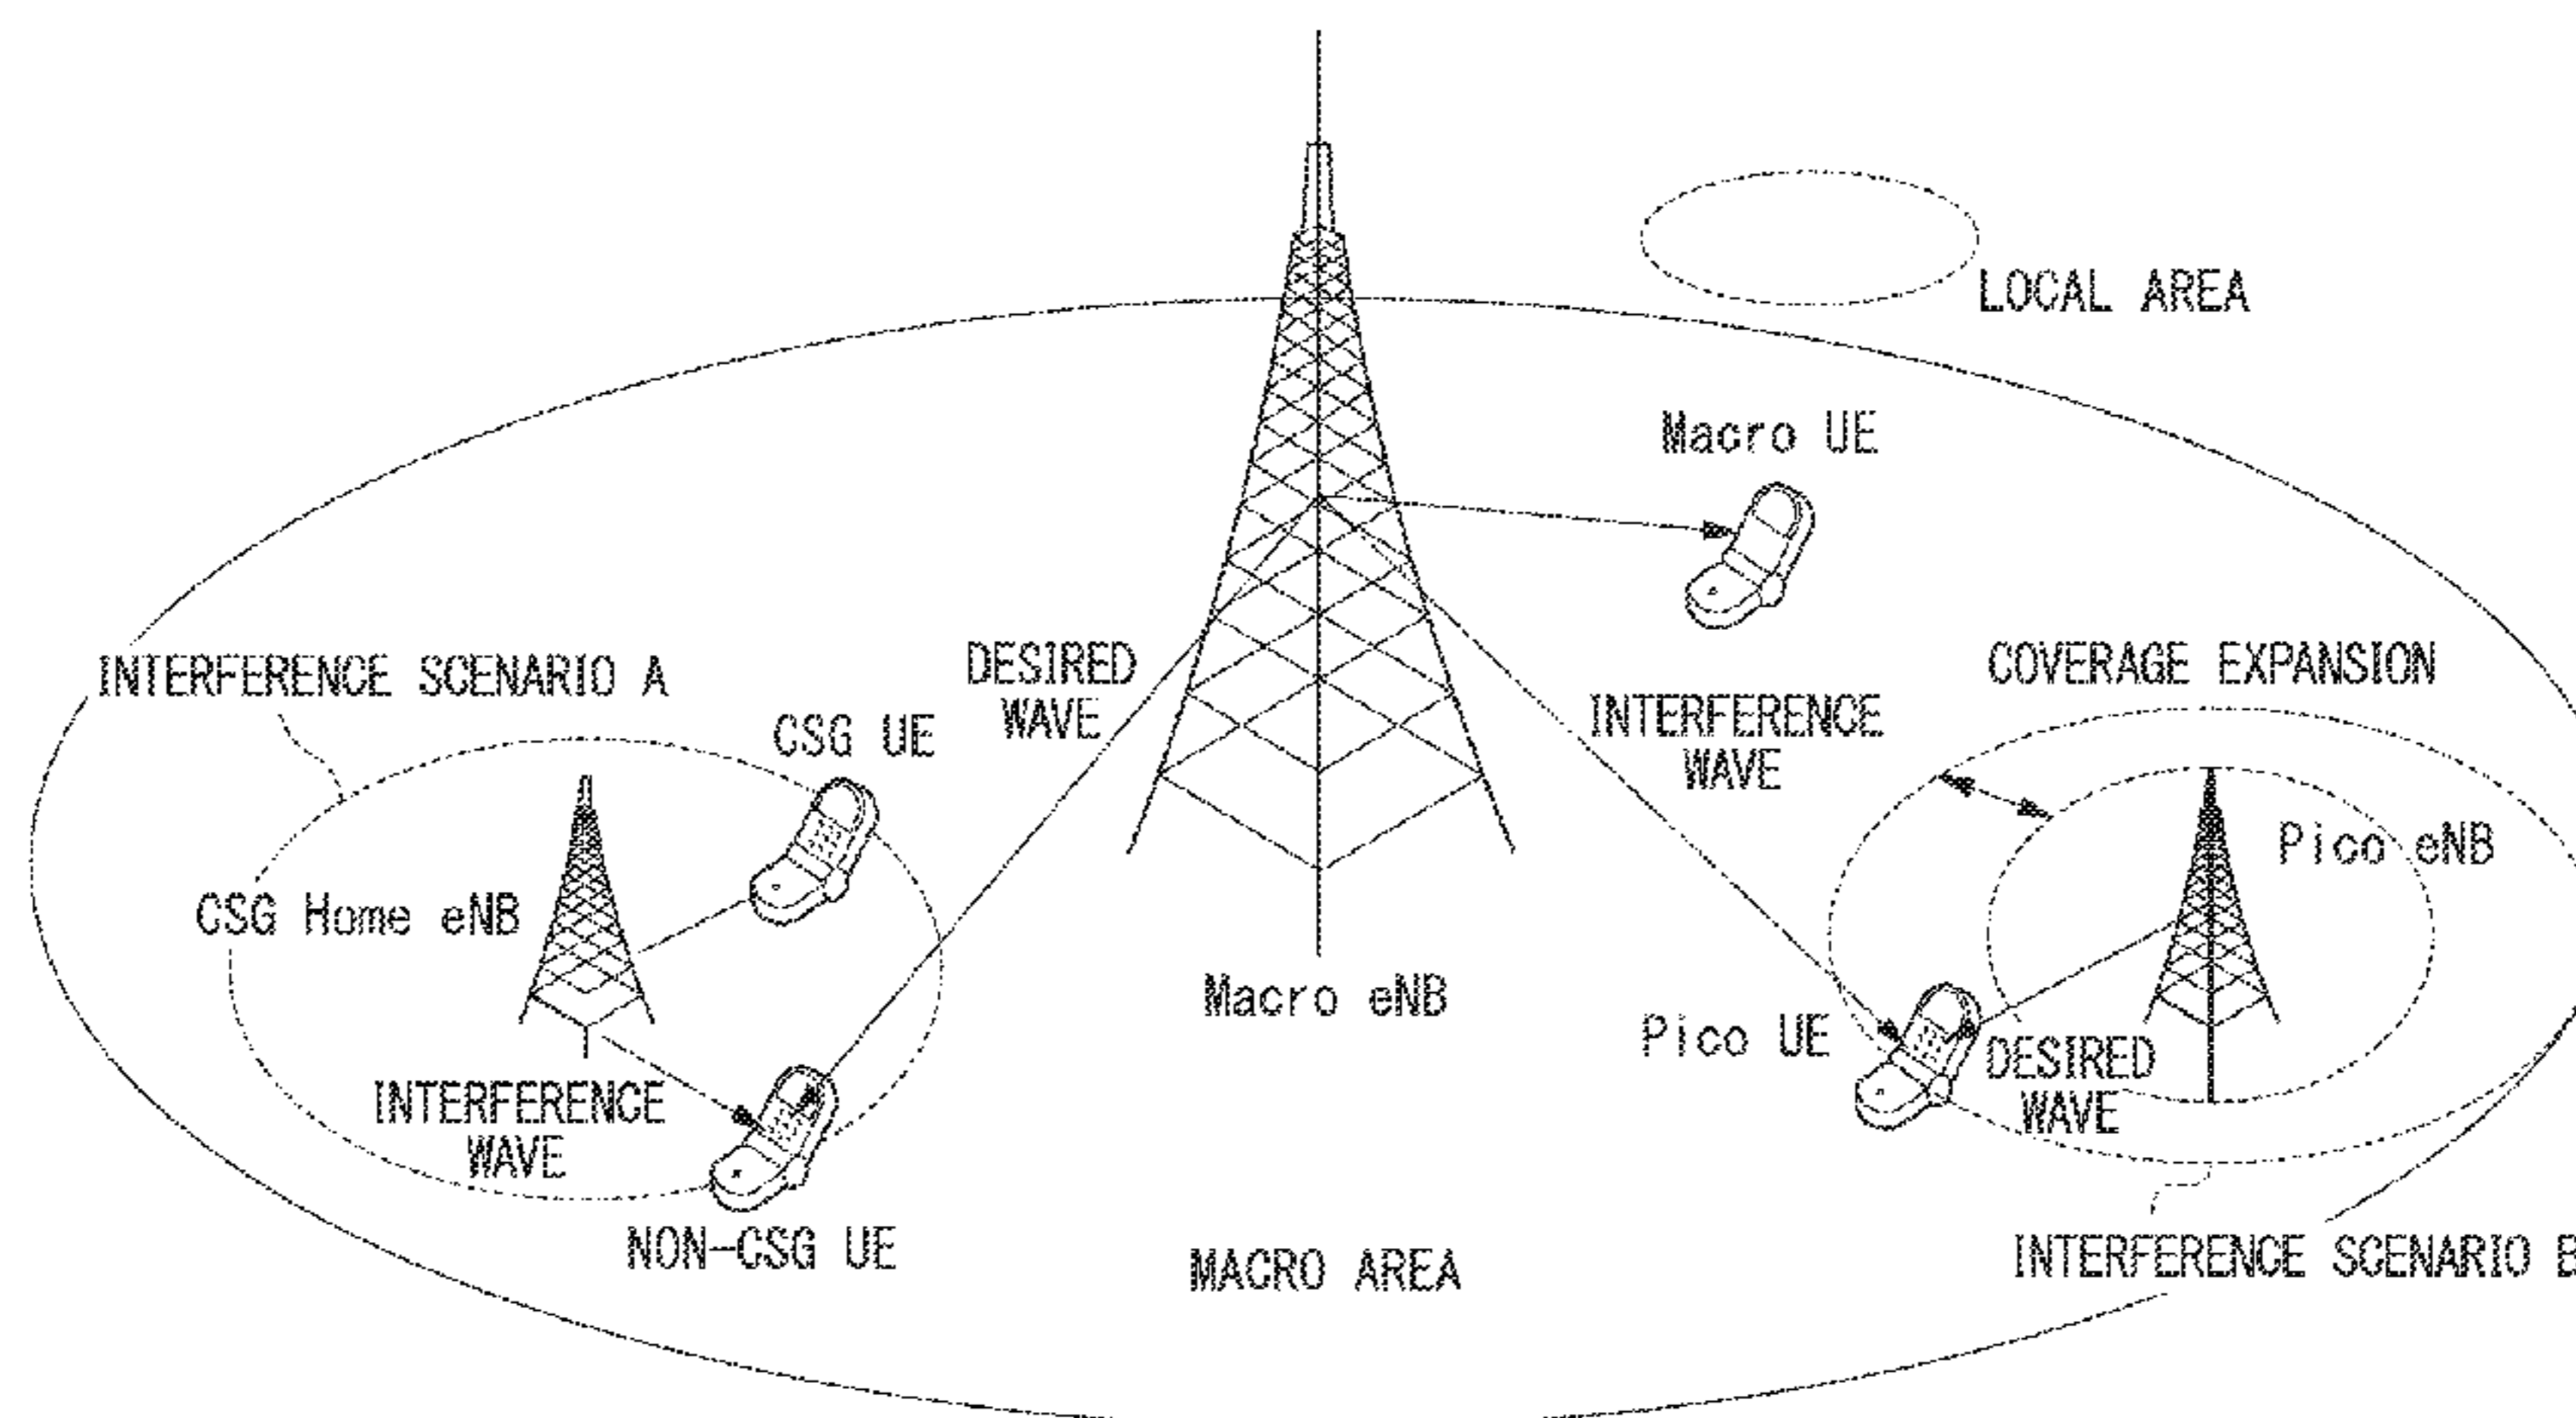 LOCAL AREA
Macro UE
INTERFERENCE SCENARIO A
DESIRED
WAVE
COVERAGE EXPANSION
CSG UE
INTERFERENCE
WAVE
Pico eNB
CSG Home eNB
Macro eNB
Pico UE
DESIRED
WAVE
INTERFERENCE
WAVE
NON-CSG UE
MACRO AREA
INTERFERENCE SCENARIO B